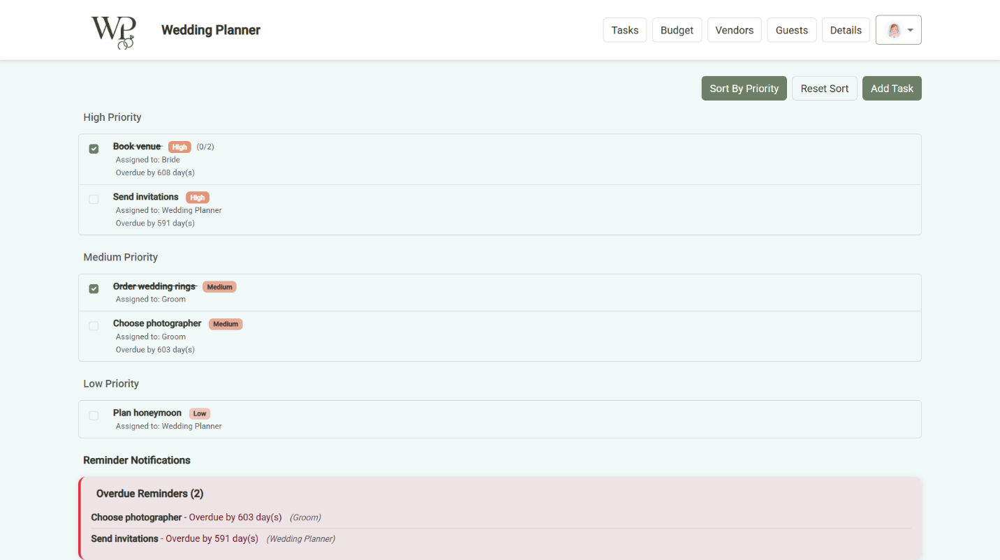 WP
Wedding Planner
Tasks
Budget
Vendors
Guests
Details
Sort By Priority
Reset Sort
Add Task
High Priority
Book venue High (0/2)
Assigned to: Bride
Overdue by 608 day(s)
Send invitations High
Assigned to: Wedding Planner
Overdue by 591 day(s)
Medium Priority
Order wedding rings Medium
Assigned to: Groom
Choose photographer Medium
Assigned to: Groom
Overdue by 603 day(s)
Low Priority
Plan honeymoon Low
Assigned to: Wedding Planner
Reminder Notifications
Overdue Reminders (2)
Choose photographer - Overdue by 603 day(s) (Groom)
Send invitations - Overdue by 591 day(s) (Wedding Planner)